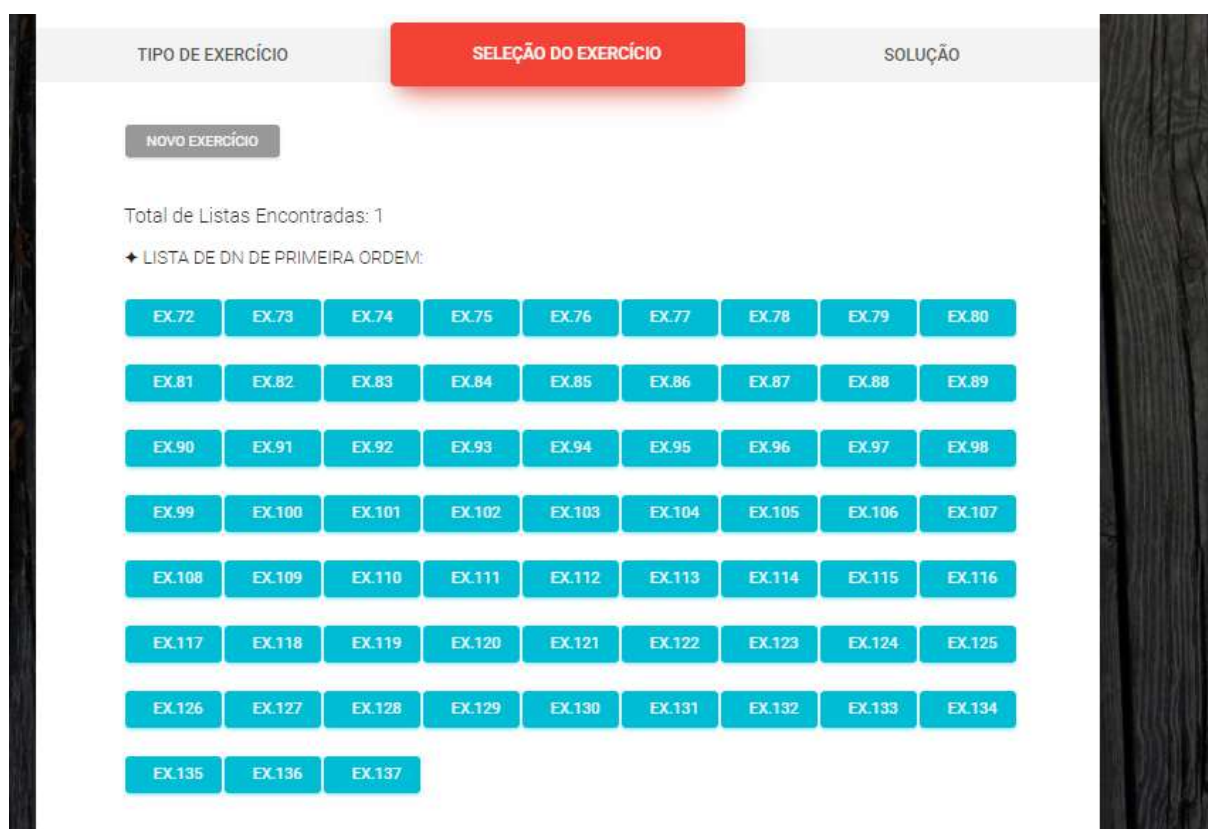 TIPO DE EXERCÍCIO SELEÇÃO DO EXERCÍCIO SOLUÇÃO
NOVO EXERCÍCIO
Total de Listas Encontradas: 1
✦ LISTA DE DN DE PRIMEIRA ORDEM:
EX.72 EX.73 EX.74 EX.75 EX.76 EX.77 EX.78 EX.79 EX.80
EX.81 EX.82 EX.83 EX.84 EX.85 EX.86 EX.87 EX.88 EX.89
EX.90 EX.91 EX.92 EX.93 EX.94 EX.95 EX.96 EX.97 EX.98
EX.99 EX.100 EX.101 EX.102 EX.103 EX.104 EX.105 EX.106 EX.107
EX.108 EX.109 EX.110 EX.111 EX.112 EX.113 EX.114 EX.115 EX.116
EX.117 EX.118 EX.119 EX.120 EX.121 EX.122 EX.123 EX.124 EX.125
EX.126 EX.127 EX.128 EX.129 EX.130 EX.131 EX.132 EX.133 EX.134
EX.135 EX.136 EX.137